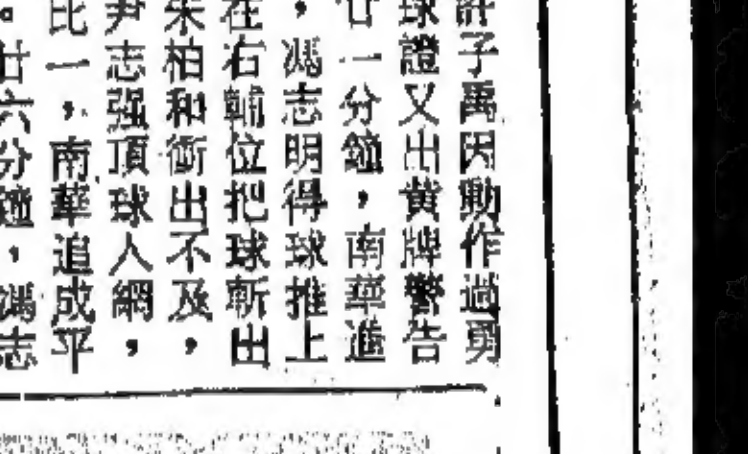 許子禹因動作過勇
球證又出黃牌警告
廿一分鐘，南華進
，馮志明得球推上
在右輔位把球斬出
朱柏和衝出不及，
尹志强頂球入網，
比一，南華追成平
。廿六分鐘，馮志